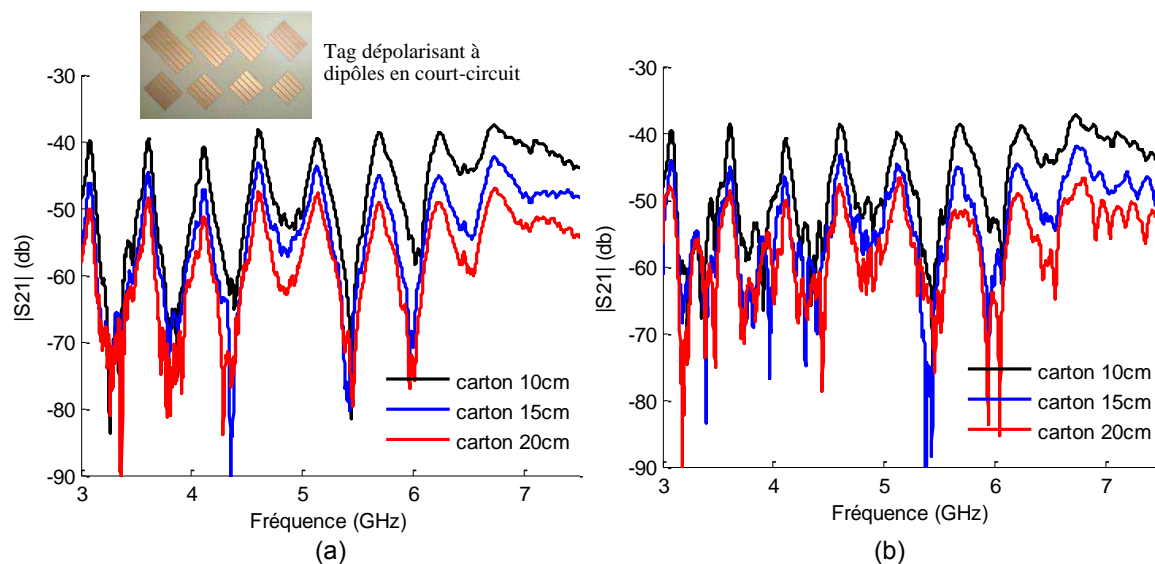 Tag dépolarisant à
dipôles en court-circuit
-30
-40
-50
-60
-70
-80
-90
|S21| (db)
carton 10cm
carton 15cm
carton 20cm
3
4
5
6
7
Fréquence (GHz)
(a)
-30
-40
-50
-60
-70
-80
-90
|S21| (db)
carton 10cm
carton 15cm
carton 20cm
3
4
5
6
7
Fréquence (GHz)
(b)